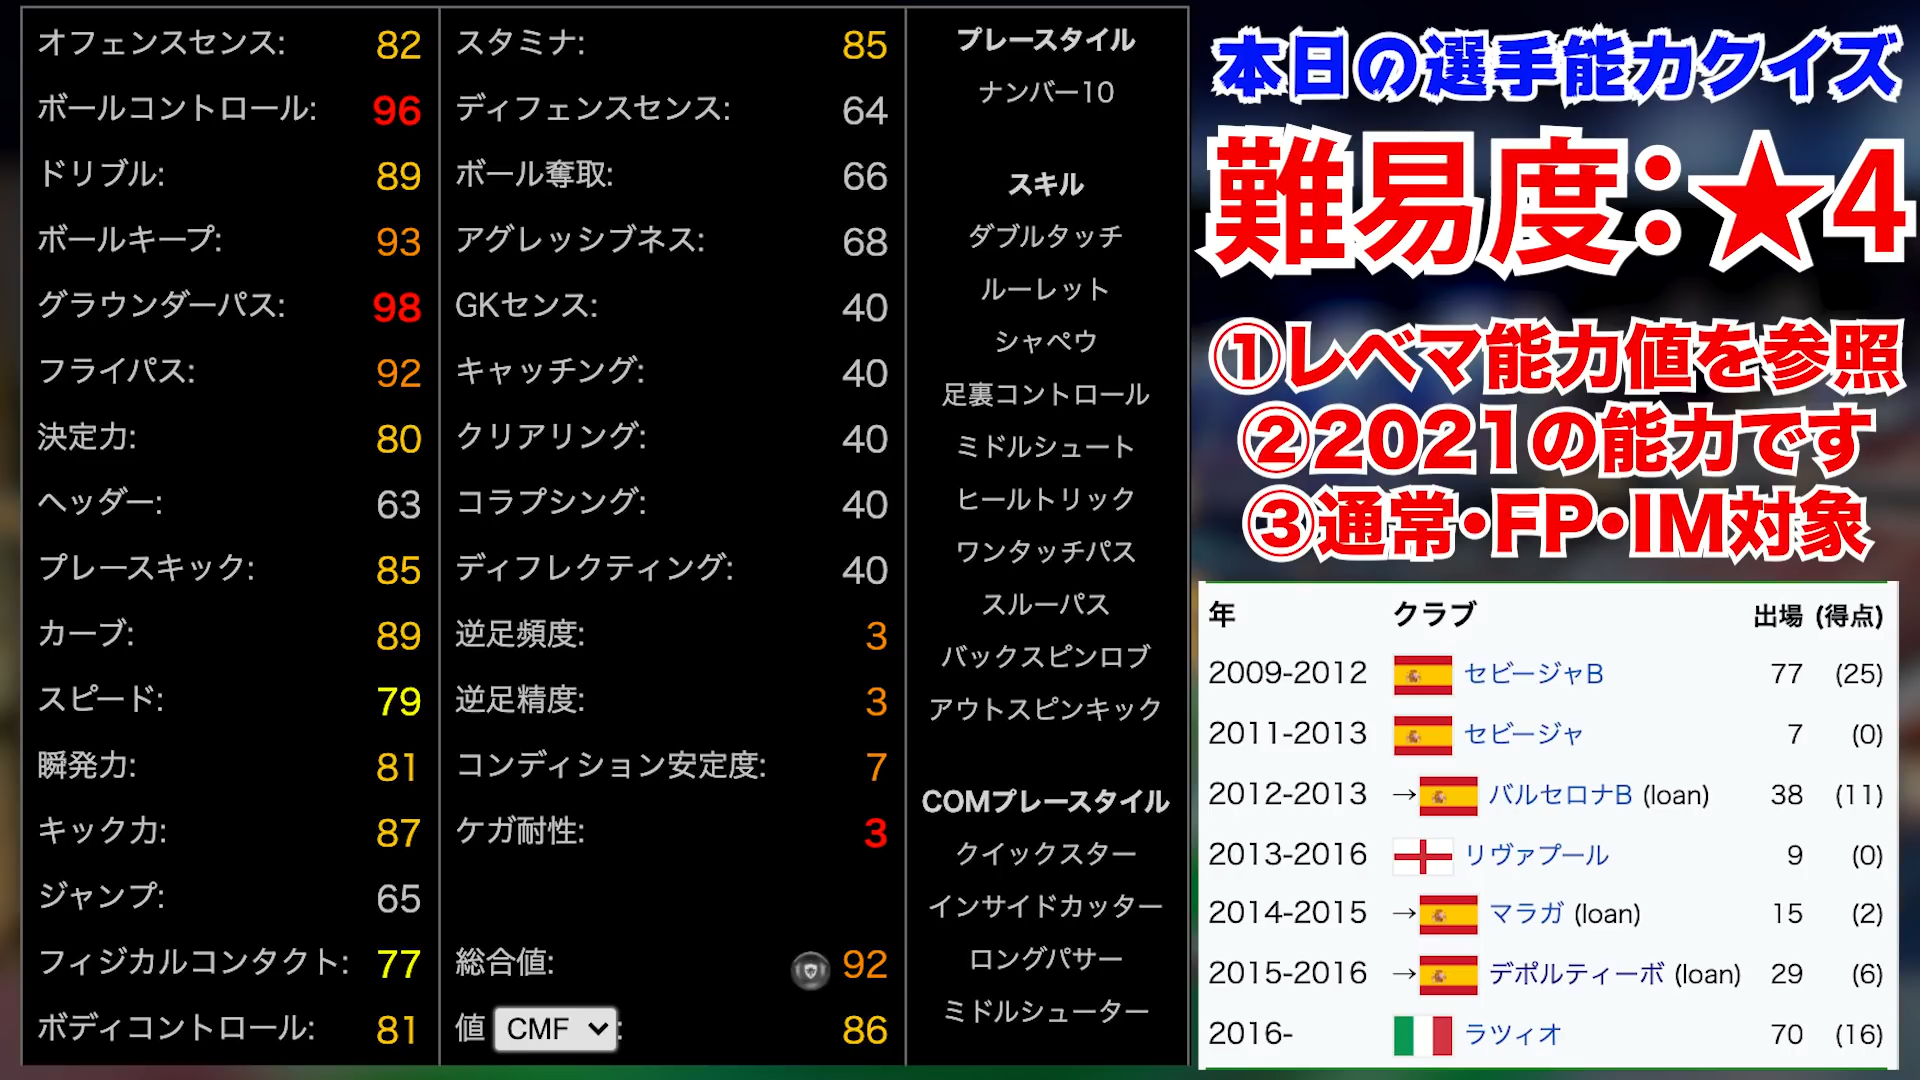 オフェンスセンス: 82
ボールコントロール: 96
ドリブル: 89
ボールキープ: 93
グラウンダーパス: 98
フライパス: 92
決定力: 80
ヘッダー: 63
プレースキック: 85
カーブ: 89
スピード: 79
瞬発力: 81
キック力: 87
ジャンプ: 65
フィジカルコンタクト: 77
ボディコントロール: 81
スタミナ: 85
ディフェンスセンス: 64
ボール奪取: 66
アグレッシブネス: 68
GKセンス: 40
キャッチング: 40
クリアリング: 40
コラプシング: 40
ディフレクティング: 40
逆足頻度: 3
逆足精度: 3
コンディション安定度: 7
ケガ耐性: 3
総合値: 92
値 CMF : 86
プレースタイル
ナンバー10
スキル
ダブルタッチ
ルーレット
シャペウ
足裏コントロール
ミドルシュート
ヒールトリック
ワンタッチパス
スルーパス
バックスピンロブ
アウトスピンキック
COMプレースタイル
クイックスター
インサイドカッター
ロングパサー
ミドルシューター
本日の選手能力クイズ
難易度:★4
①レベマ能力値を参照
②2021の能力です
③通常・FP・IM対象
年 クラブ 出場 (得点)
2009-2012 セビージャB 77 (25)
2011-2013 セビージャ 7 (0)
2012-2013 →バルセロナB (loan) 38 (11)
2013-2016 リヴァプール 9 (0)
2014-2015 →マラガ (loan) 15 (2)
2015-2016 →デポルティーボ (loan) 29 (6)
2016- ラツィオ 70 (16)